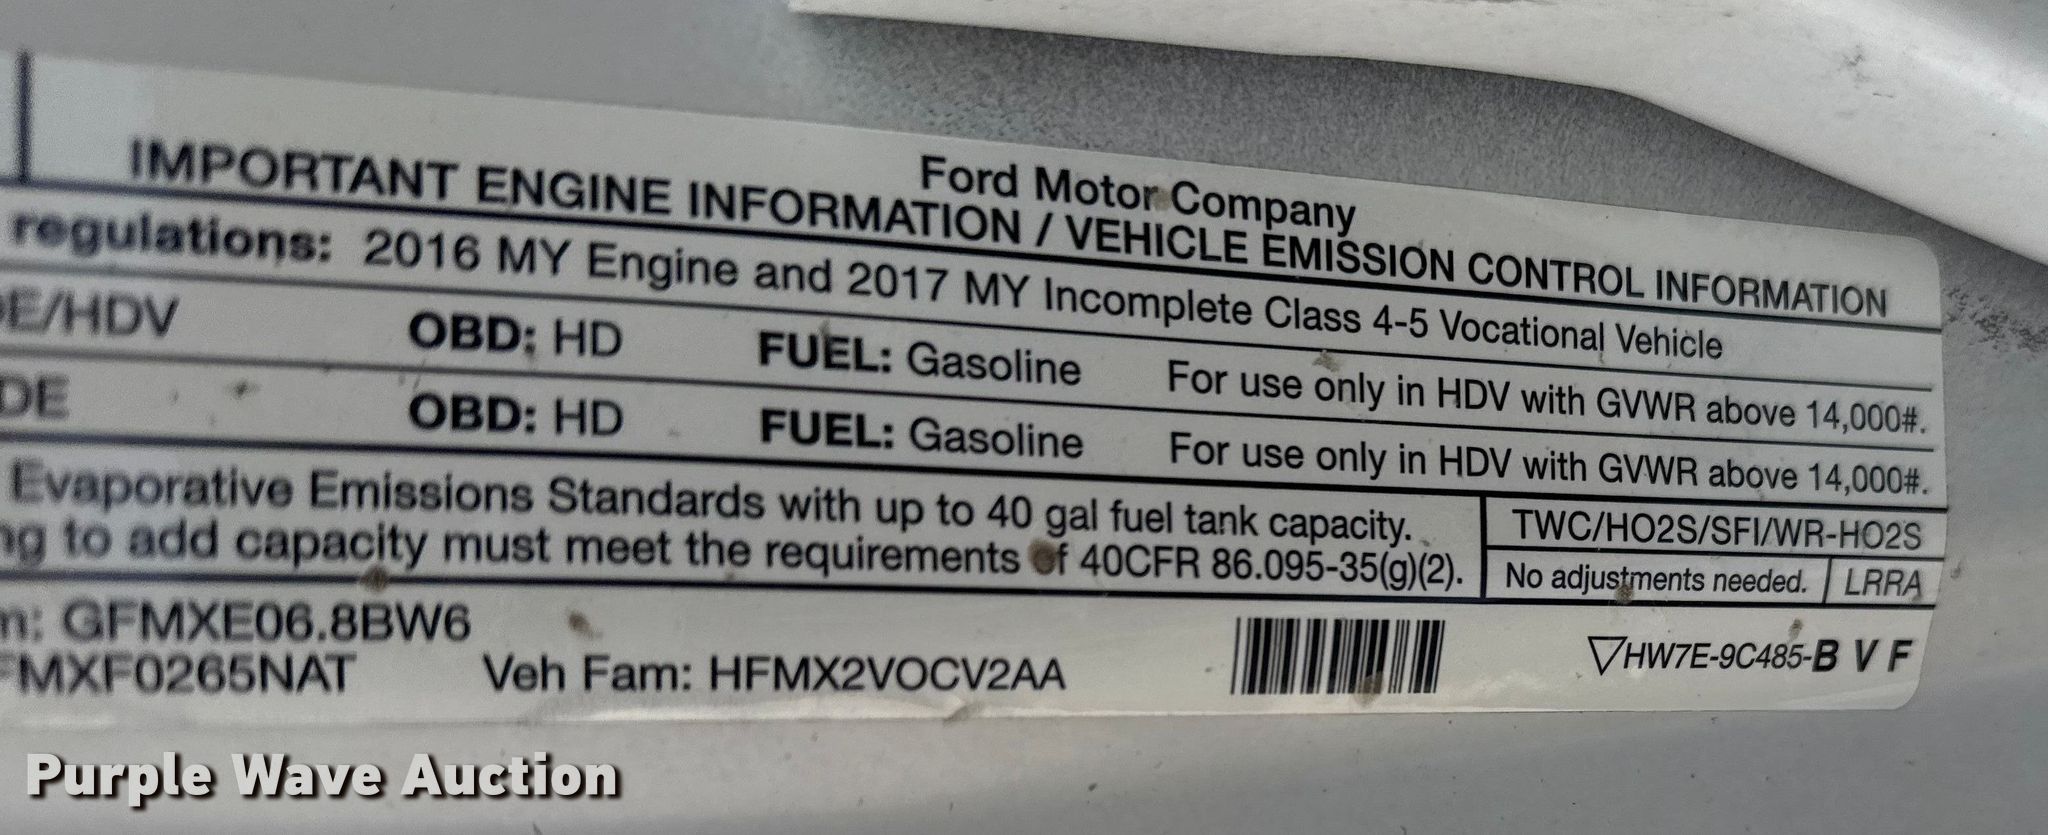 Ford Motor Company
IMPORTANT ENGINE INFORMATION / VEHICLE EMISSION CONTROL INFORMATION
regulations: 2016 MY Engine and 2017 MY Incomplete Class 4-5 Vocational Vehicle
E/HDV OBD: HD FUEL: Gasoline For use only in HDV with GVWR above 14,000#.
DE OBD: HD FUEL: Gasoline For use only in HDV with GVWR above 14,000#.
Evaporative Emissions Standards with up to 40 gal fuel tank capacity.
ng to add capacity must meet the requirements of 40CFR 86.095-35(g)(2).
TWC/HO2S/SFI/WR-HO2S
No adjustments needed. LRRA
m: GFMXE06.8BW6
FMXF0265NAT Veh Fam: HFMX2VOCV2AA
HW7E-9C485-B V F
Purple Wave Auction